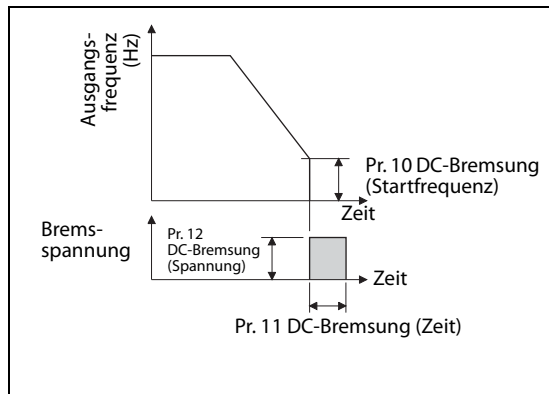 Ausgangs-
frequenz
(Hz)
Pr. 10 DC-Bremsung
(Startfrequenz)
Zeit
Brems-
spannung
Pr. 12
DC-Bremsung
(Spannung)
Zeit
Pr. 11 DC-Bremsung (Zeit)